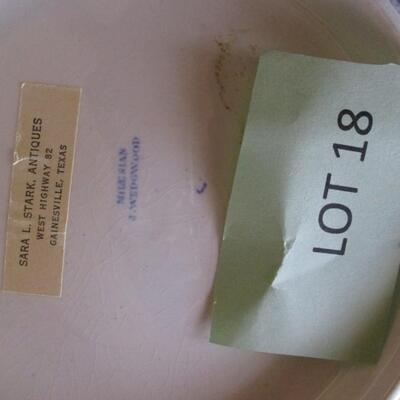 SARA L. STARK, ANTIQUES
WEST HIGHWAY 82
GAINESVILLE, TEXAS
MILESIAN
J. WEDGWOOD
LOT 18